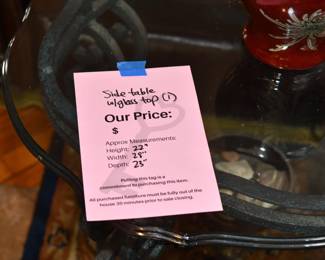 Side table
w/glass top (1)
Our Price:
$
Approx Measurements:
Height: 22"
Width: 29"
Depth: 25"
Pulling this tag is a
commitment to purchasing this item.
All purchased furniture must be fully out of the
house 30 minutes prior to sale closing.